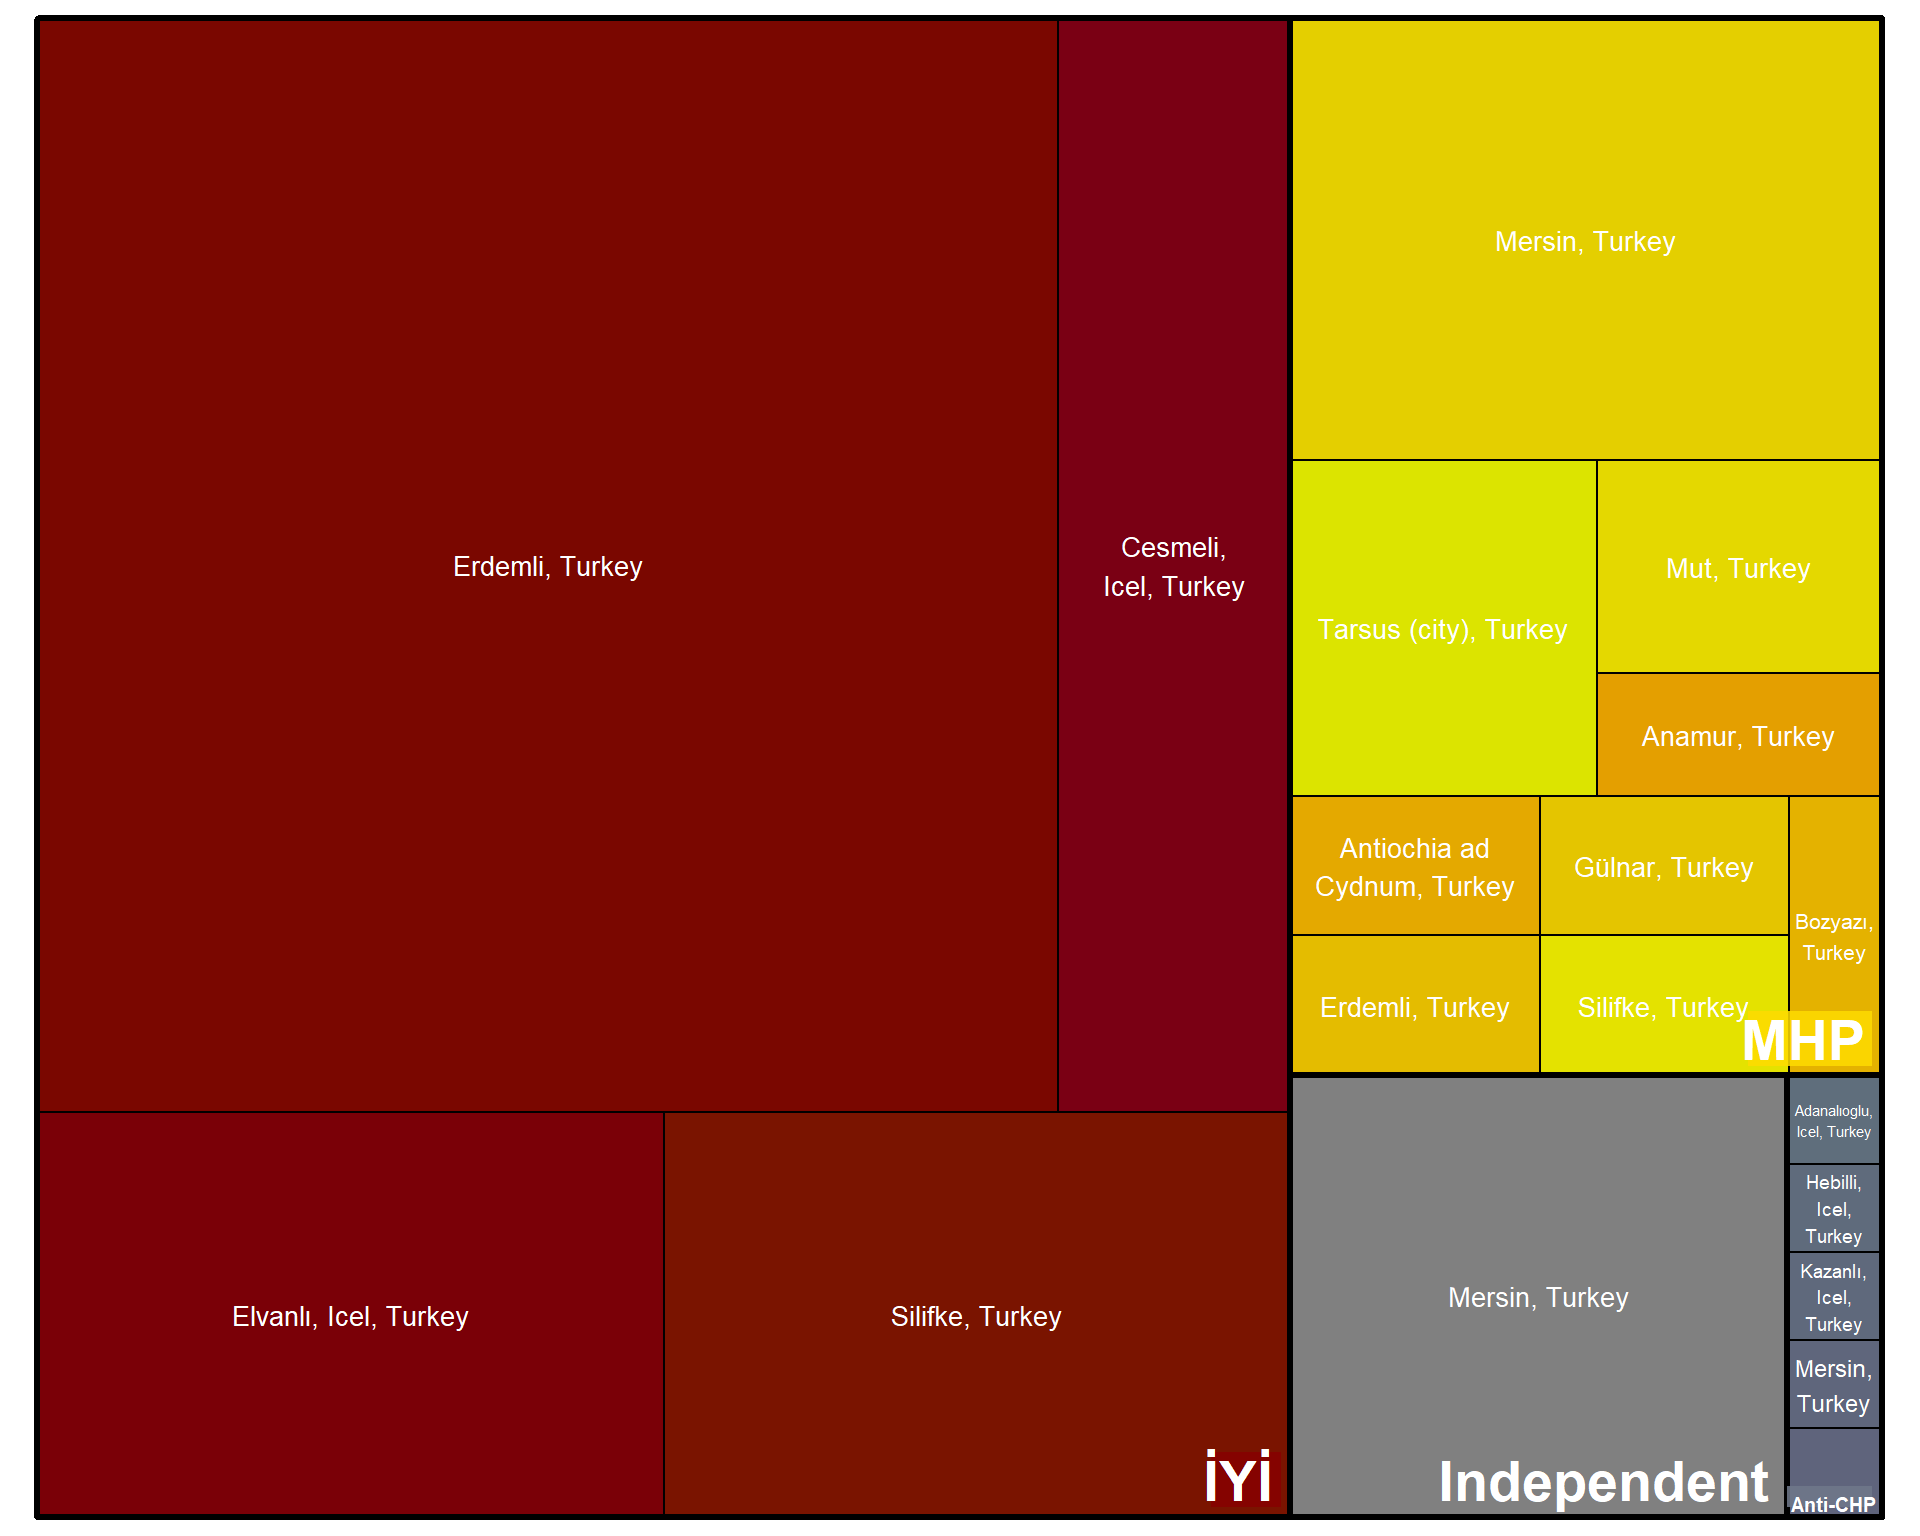 Erdemli, Turkey
Cesmeli,
Icel, Turkey
Elvanlı, Icel, Turkey
Silifke, Turkey
İYİ
Mersin, Turkey
Tarsus (city), Turkey
Mut, Turkey
Anamur, Turkey
Antiochia ad
Cydnum, Turkey
Gülnar, Turkey
Bozyazı,
Turkey
Erdemli, Turkey
Silifke, Turkey
MHP
Mersin, Turkey
Independent
Adanalıoglu,
Icel, Turkey
Hebilli,
Icel,
Turkey
Kazanlı,
Icel,
Turkey
Mersin,
Turkey
Anti-CHP